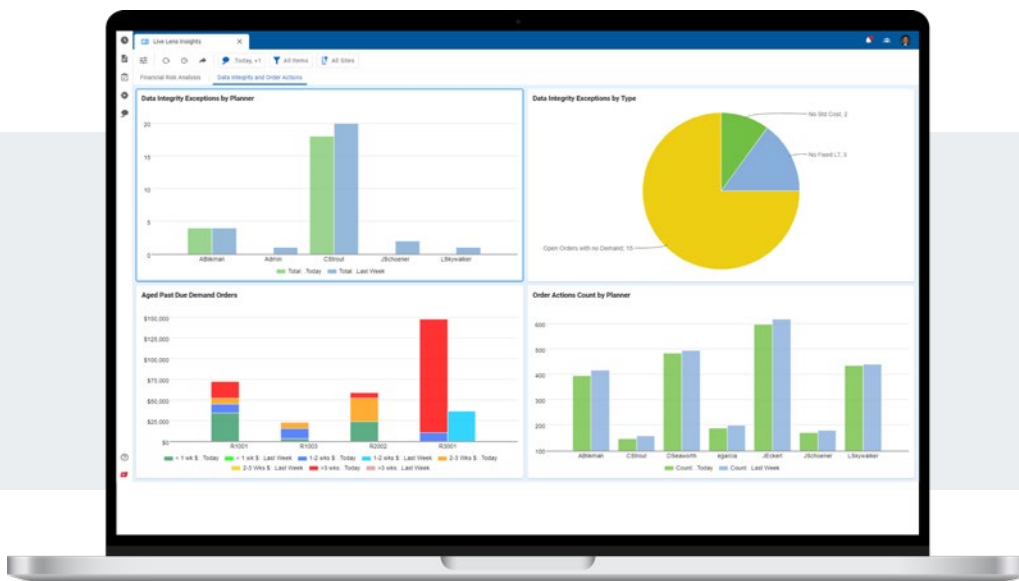 Live Lens Insights
Today, +1
All Items
All Sites
Financial Risk Analysis
Data Integrity and Order Actions
Data Integrity Exceptions by Planner
20
15
10
5
0
ABirkman Admin CStrout JSchoener LSkywalker
Total : Today Total : Last Week
Data Integrity Exceptions by Type
No Std Cost, 2
No Fixed LT, 3
Open Orders with no Demand, 15
Aged Past Due Demand Orders
$150,000
$125,000
$100,000
$75,000
$50,000
$25,000
$0
R1001 R1003 R2002 R3001
< 1 wk $ : Today < 1 wk $ : Last Week 1-2 wks $ : Today 1-2 wks $ : Last Week 2-3 Wks $ : Today
2-3 Wks $ : Last Week >3 wks : Today >3 wks : Last Week
Order Actions Count by Planner
600
500
400
300
200
100
ABirkman CStrout DSeaworth egarcia JEckert JSchoener LSkywalker
Count : Today Count : Last Week